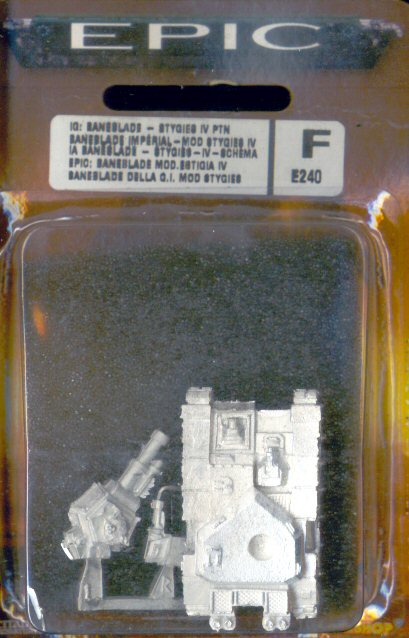 EPIC
IG: BANEBLADE – STYGIES IV PTN
BANEBLADE IMPÉRIAL–MOD STYGIES IV
IA BANEBLADE – STYGIES–IV–SCHEMA
EPIC: BANEBLADE MOD.ESTIGIA IV
BANEBLADE DELLA G.I. MOD STYGIES
F
E240